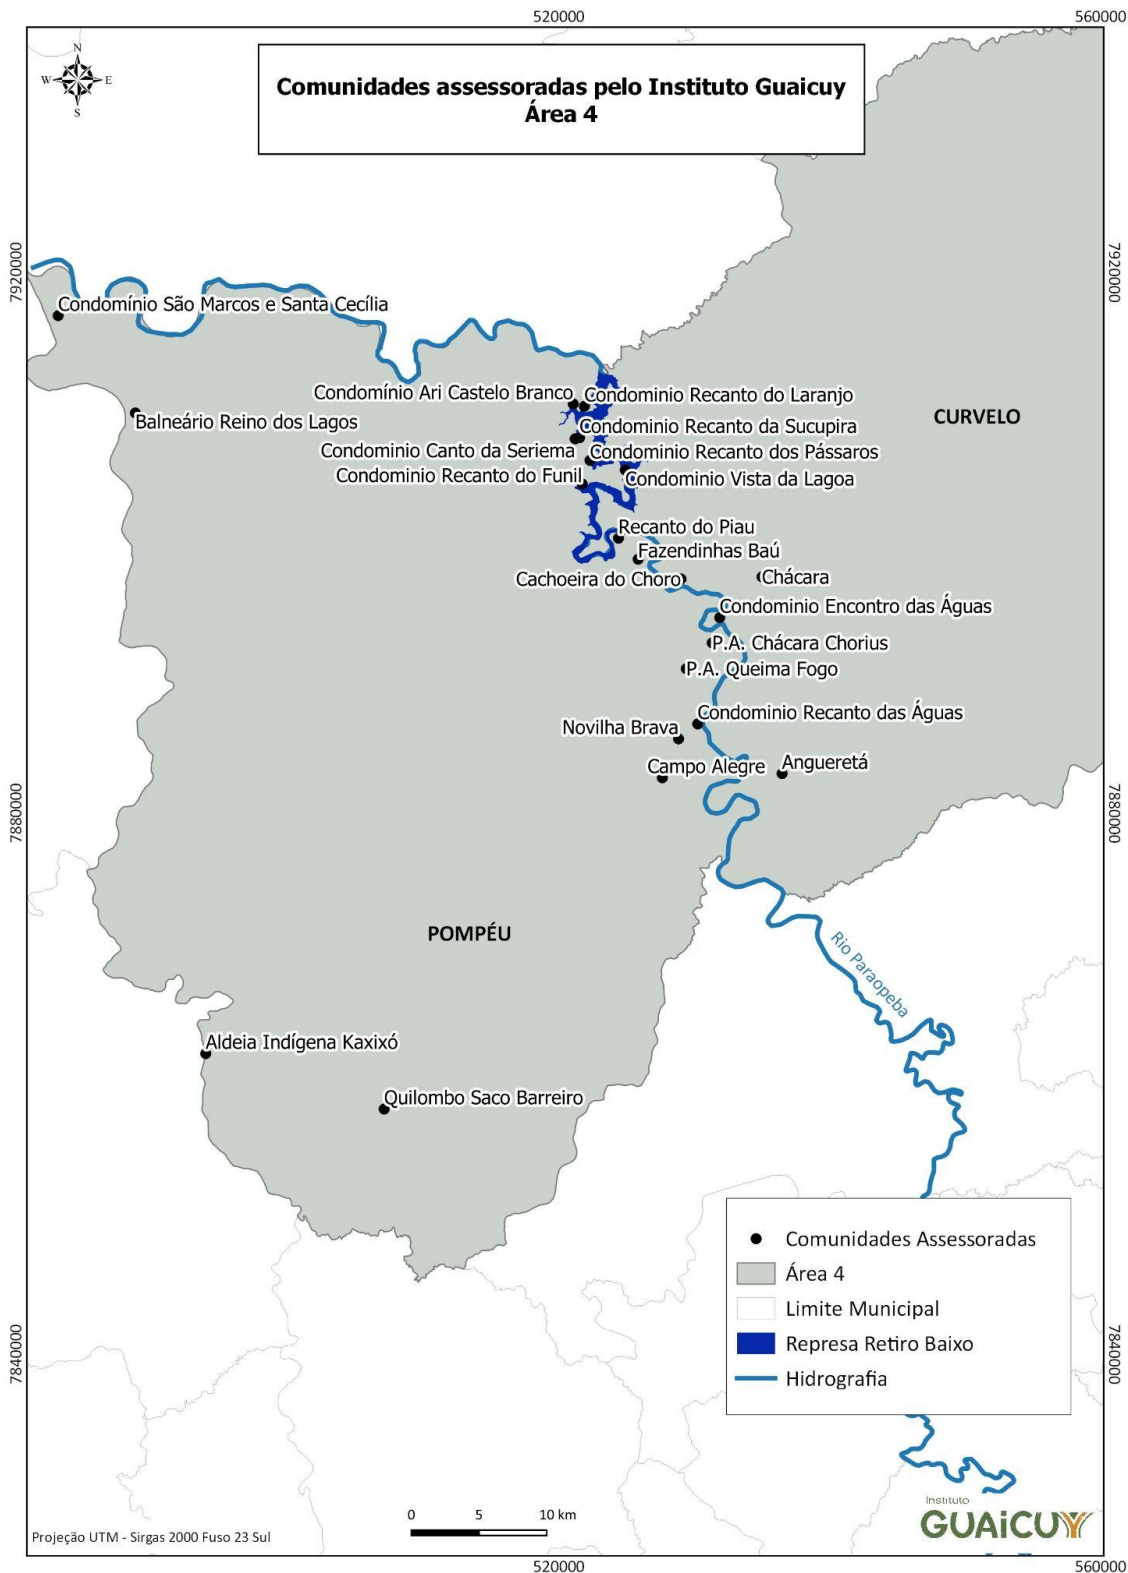 520000
560000
N
W
E
S
Comunidades assessoradas pelo Instituto Guaicuy
Área 4
7920000
7920000
Condomínio São Marcos e Santa Cecília
Condomínio Ari Castelo Branco
Condominio Recanto do Laranjo
Balneário Reino dos Lagos
Condominio Recanto da Sucupira
CURVELO
Condominio Canto da Seriema
Condominio Recanto dos Pássaros
Condominio Recanto do Funil
Condominio Vista da Lagoa
Recanto do Piau
Fazendinhas Baú
Cachoeira do Choro
Chácara
Condominio Encontro das Águas
P.A. Chácara Chorius
P.A. Queima Fogo
Condominio Recanto das Águas
Novilha Brava
Campo Alegre
Angueretá
7880000
7880000
POMPÉU
Rio Paraopeba
Aldeia Indígena Kaxixó
Quilombo Saco Barreiro
Comunidades Assessoradas
Área 4
Limite Municipal
Represa Retiro Baixo
Hidrografia
7840000
7840000
0 5 10 km
Instituto
GUAiCUY
Projeção UTM - Sirgas 2000 Fuso 23 Sul
520000
560000